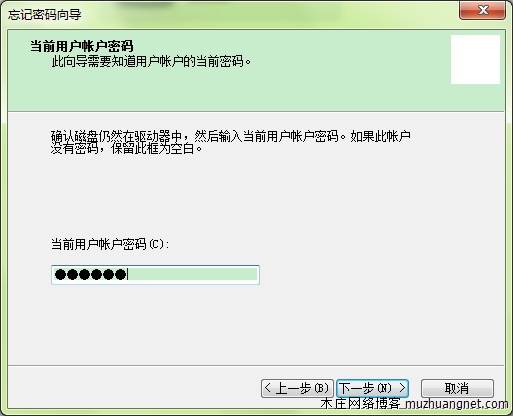 忘记密码向导
当前用户帐户密码
此向导需要知道用户帐户的当前密码。
确认磁盘仍然在驱动器中，然后输入当前用户帐户密码。如果此帐户
没有密码，保留此框为空白。
当前用户帐户密码(C):
●●●●●●
< 上一步(B)
下一步(N) >
取消
木庄网络博客 muzhuangnet.com